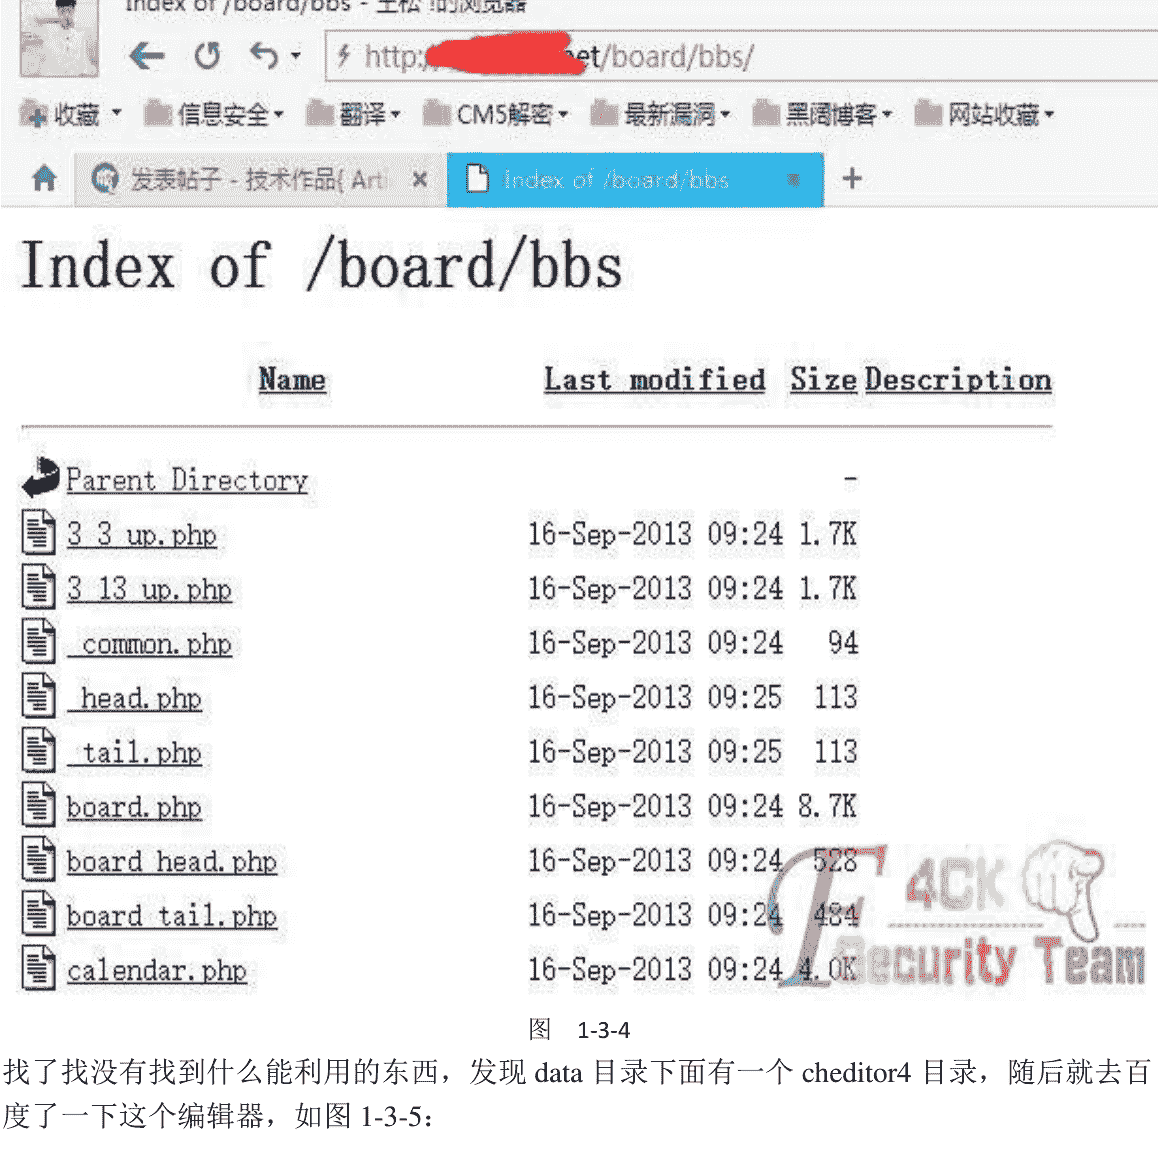 Index of /board/bbs - 王松 !的浏览器
http:/ et/board/bbs/
收藏 信息安全 翻译 CM5解密 最新漏洞 黑阔博客 网站收藏
发表帖子 - 技术作品{ Arti × Index of /board/bbs +
Index of /board/bbs
Name Last modified Size Description
Parent Directory -
3_3_up.php 16-Sep-2013 09:24 1.7K
3_13_up.php 16-Sep-2013 09:24 1.7K
_common.php 16-Sep-2013 09:24 94
_head.php 16-Sep-2013 09:25 113
_tail.php 16-Sep-2013 09:25 113
board.php 16-Sep-2013 09:24 8.7K
board_head.php 16-Sep-2013 09:24 528
board_tail.php 16-Sep-2013 09:24 484
calendar.php 16-Sep-2013 09:24 4.0K
F4CK
Security Team
图 1-3-4
找了找没有找到什么能利用的东西，发现 data 目录下面有一个 cheditor4 目录，随后就去百
度了一下这个编辑器，如图 1-3-5：